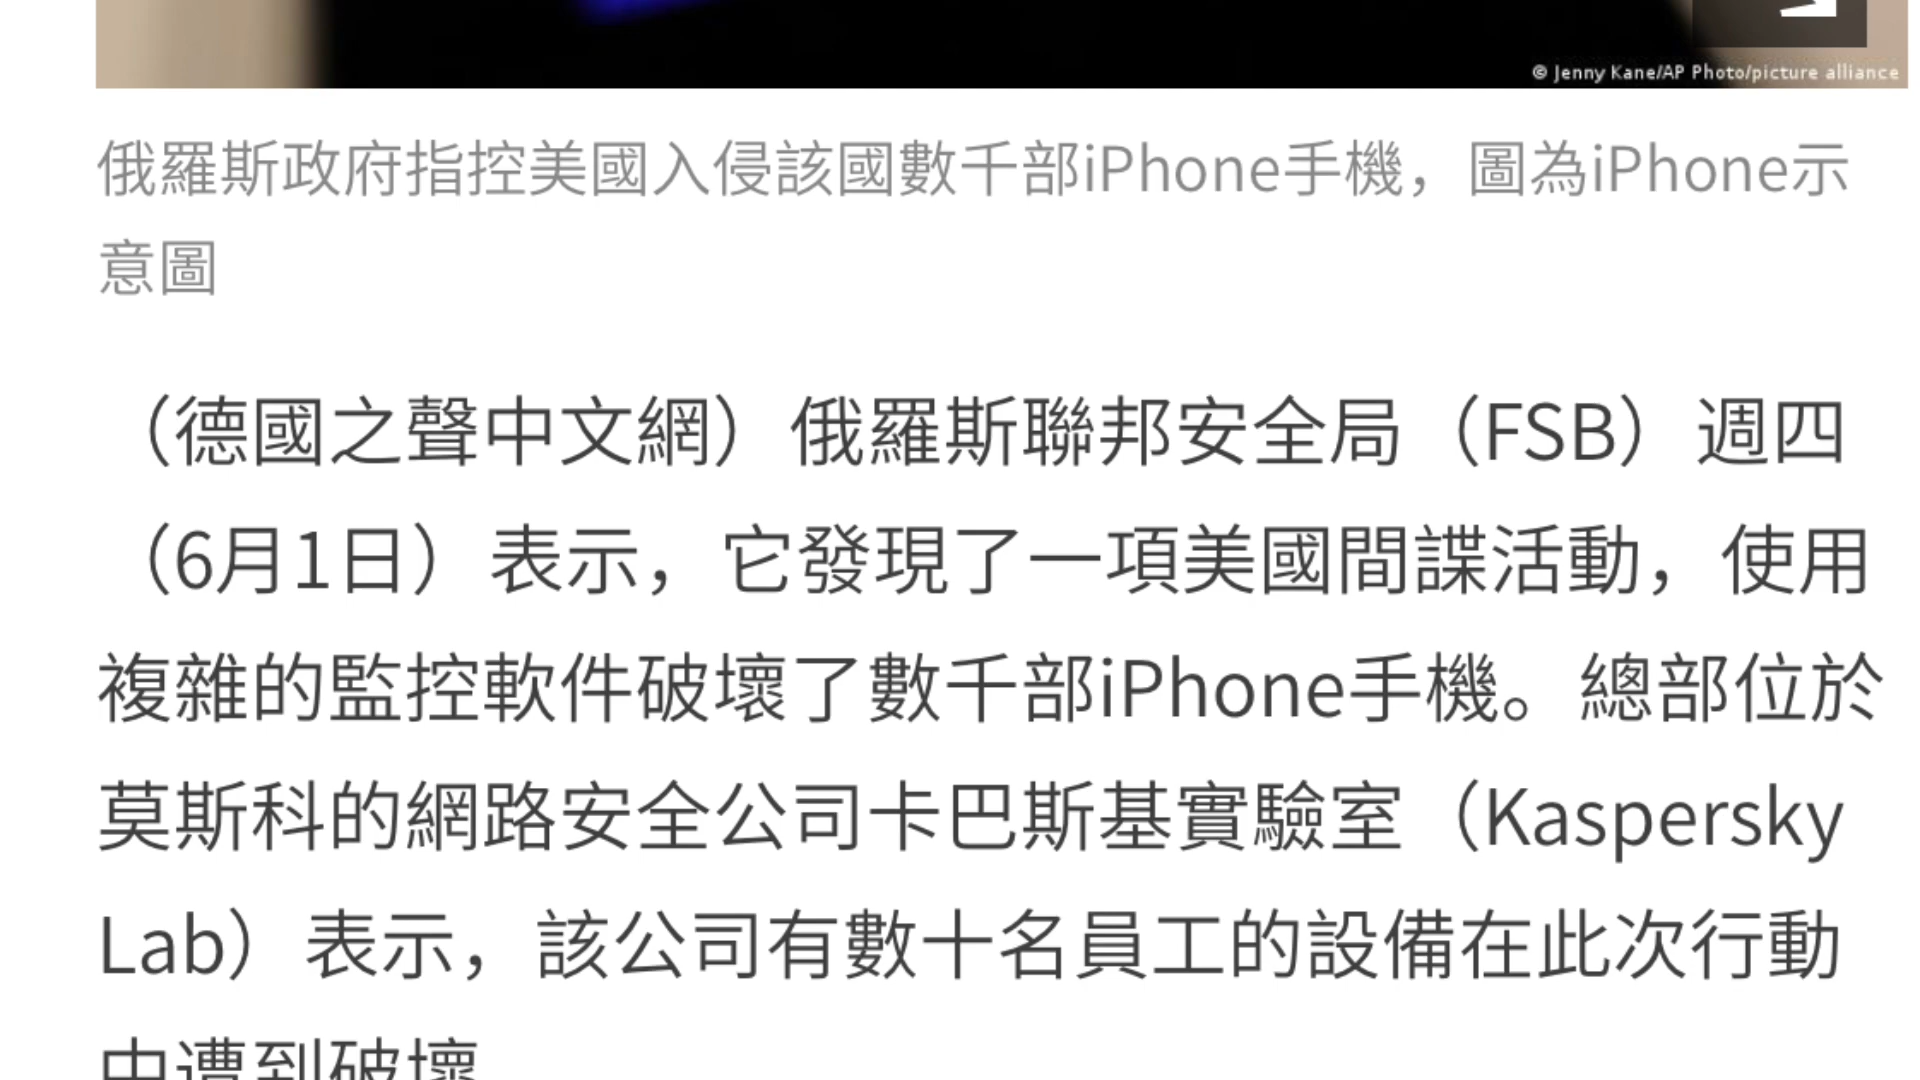 © Jenny Kane/AP Photo/picture alliance
俄羅斯政府指控美國入侵該國數千部iPhone手機，圖為iPhone示
意圖
（德國之聲中文網）俄羅斯聯邦安全局（FSB）週四
（6月1日）表示，它發現了一項美國間諜活動，使用
複雜的監控軟件破壞了數千部iPhone手機。總部位於
莫斯科的網路安全公司卡巴斯基實驗室（Kaspersky
Lab）表示，該公司有數十名員工的設備在此次行動
中遭到破壞